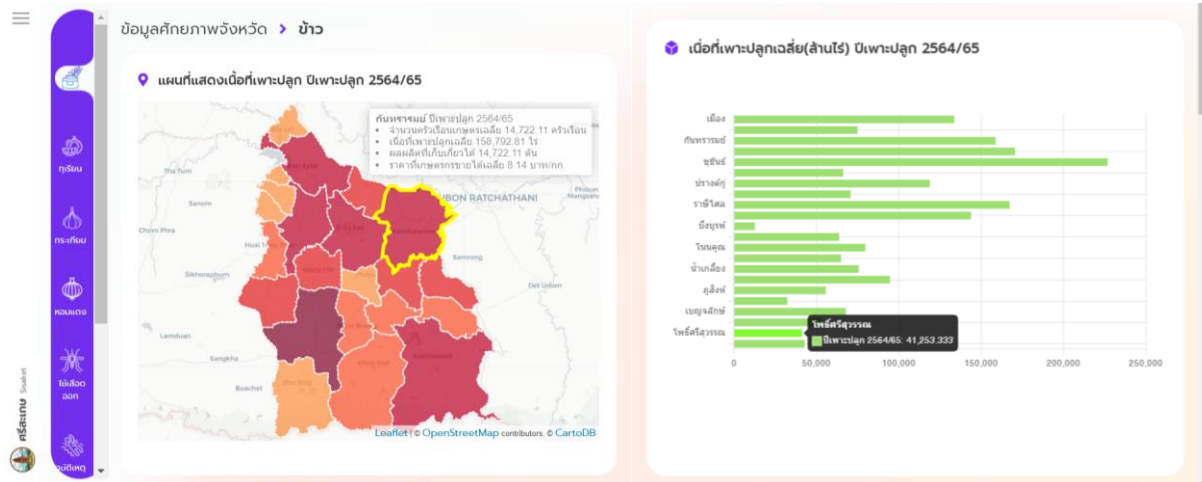 ข้อมูลศักยภาพจังหวัด > ข้าว
แผนที่แสดงเนื้อที่เพาะปลูก ปีเพาะปลูก 2564/65
กันทรารมย์ ปีเพาะปลูก 2564/65
จำนวนครัวเรือนเกษตรเฉลี่ย 14,722.11 ครัวเรือน
เนื้อที่เพาะปลูกเฉลี่ย 158,792.81 ไร่
ผลผลิตที่เก็บเกี่ยวได้ 14,722.11 ตัน
ราคาที่เกษตรกรขายได้เฉลี่ย 8.14 บาท/กก.
Tha Tum
UBON RATCHATHANI
Sanom
Chom Phra
Samrong
Sikhoraphum
Det Udom
Lamduan
Sangkha
Buachet
Leaflet | © OpenStreetMap contributors, © CartoDB
ทุเรียน
กระเทียม
หอมแดง
ไข้เลือด
ออก
ศรีสะเกษ Sisaket
เนื้อที่เพาะปลูกเฉลี่ย(ล้านไร่) ปีเพาะปลูก 2564/65
เมือง
กันทรารมย์
ขุขันธ์
ปรางค์กู่
ราษีไศล
บึงบูรพ์
โนนคูณ
น้ำเกลี้ยง
ภูสิงห์
เบญจลักษ์
โพธิ์ศรีสุวรรณ
โพธิ์ศรีสุวรรณ
ปีเพาะปลูก 2564/65: 41,253.333
0 50,000 100,000 150,000 200,000 250,000